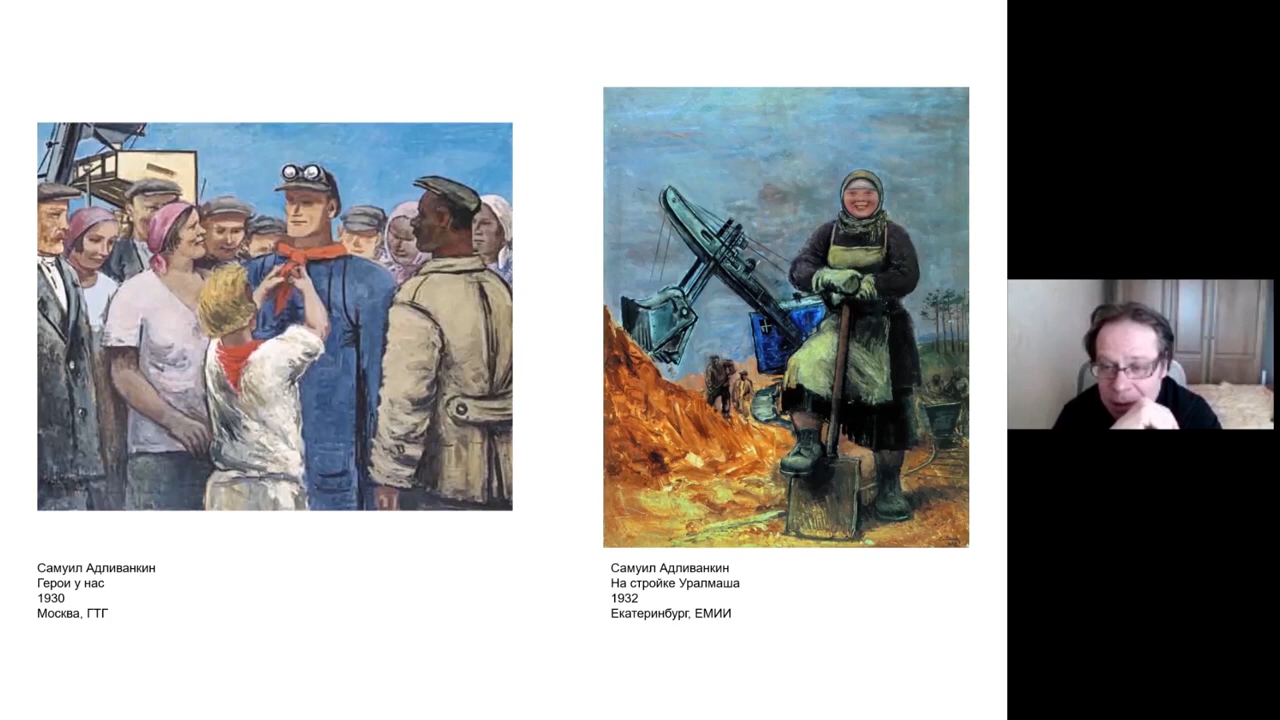 Самуил Адливанкин
Герои у нас
1930
Москва, ГТГ
Самуил Адливанкин
На стройке Уралмаша
1932
Екатеринбург, ЕМИИ